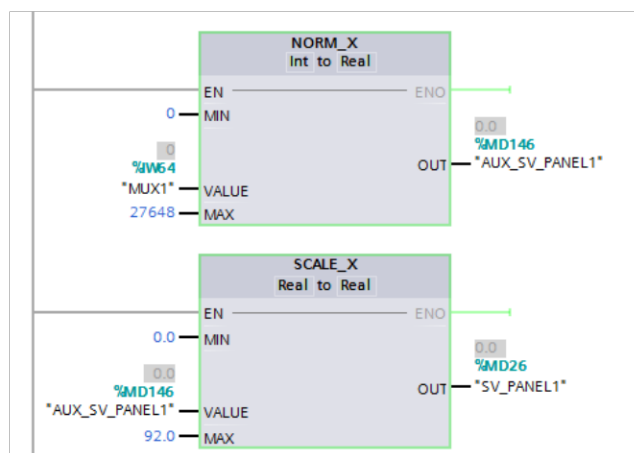 NORM_X
Int to Real
EN ENO
0 MIN
0.0
0
%MD146
%IW64
OUT "AUX_SV_PANEL1"
"MUX1" VALUE
27648 MAX
SCALE_X
Real to Real
EN ENO
0.0 MIN
0.0
0.0
%MD26
%MD146
OUT "SV_PANEL1"
"AUX_SV_PANEL1" VALUE
92.0 MAX